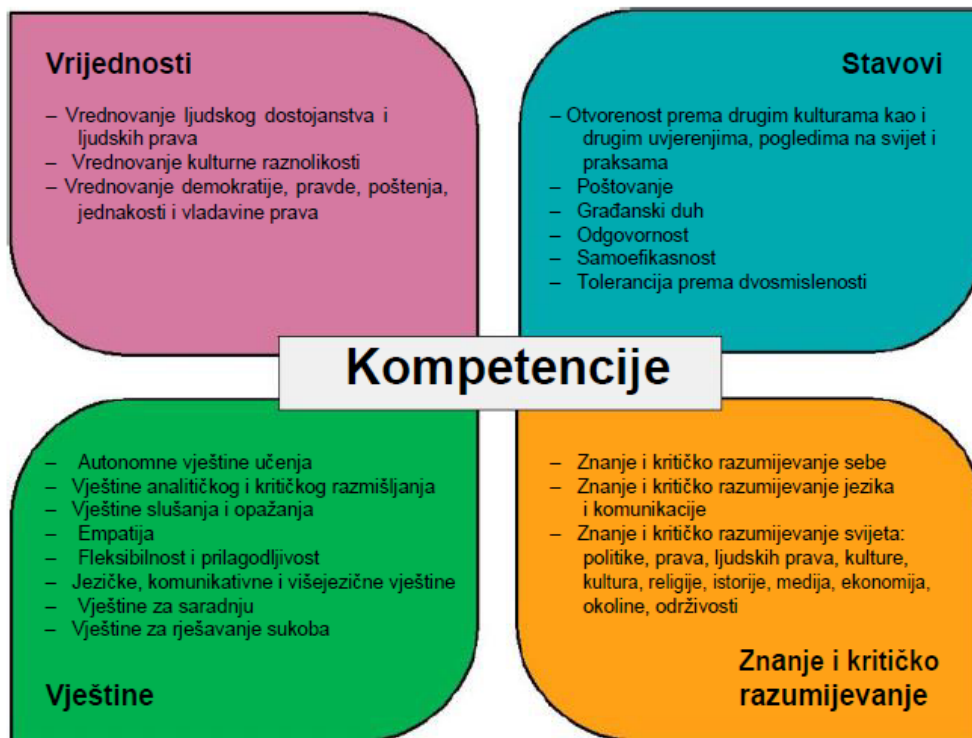 Vrijednosti
– Vrednovanje ljudskog dostojanstva i
ljudskih prava
– Vrednovanje kulturne raznolikosti
– Vrednovanje demokratije, pravde, poštenja,
jednakosti i vladavine prava
Stavovi
– Otvorenost prema drugim kulturama kao i
drugim uvjerenjima, pogledima na svijet i
praksama
– Poštovanje
– Građanski duh
– Odgovornost
– Samoefikasnost
– Tolerancija prema dvosmislenosti
Kompetencije
– Autonomne vještine učenja
– Vještine analitičkog i kritičkog razmišljanja
– Vještine slušanja i opažanja
– Empatija
– Fleksibilnost i prilagodljivost
– Jezičke, komunikativne i višejezične vještine
– Vještine za saradnju
– Vještine za rješavanje sukoba
Vještine
– Znanje i kritičko razumijevanje sebe
– Znanje i kritičko razumijevanje jezika
i komunikacije
– Znanje i kritičko razumijevanje svijeta:
politike, prava, ljudskih prava, kulture,
kultura, religije, istorije, medija, ekonomija,
okoline, održivosti
Znanje i kritičko
razumijevanje